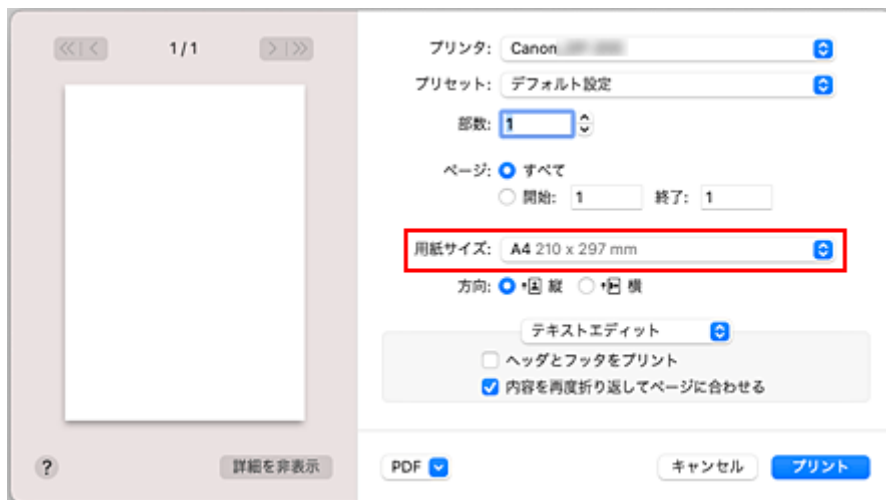 1 / 1
プリンタ: Canon
プリセット: デフォルト設定
部数: 1
ページ: すべて
開始: 1 終了: 1
用紙サイズ: A4 210 x 297 mm
方向: 縦 横
テキストエディット
ヘッダとフッタをプリント
内容を再度折り返してページに合わせる
? 詳細を非表示 PDF キャンセル プリント